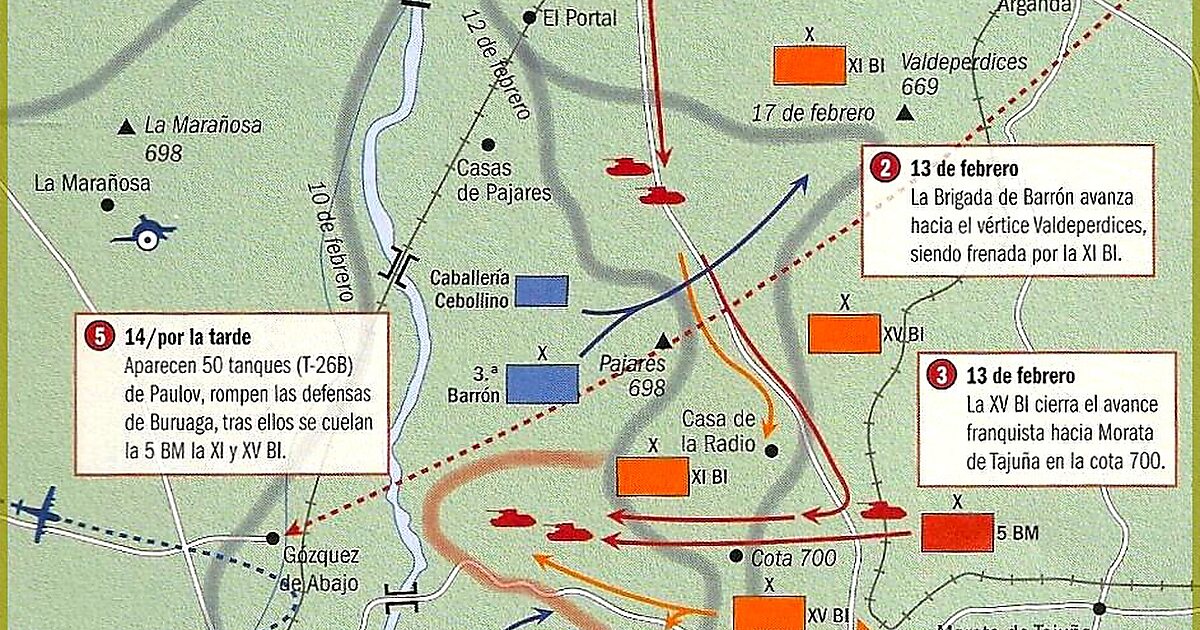 Arganda
El Portal
12 de febrero
X
XI BI
Valdeperdices
669
17 de febrero
La Marañosa
698
La Marañosa
Casas
de Pajares
10 de febrero
2 13 de febrero
La Brigada de Barrón avanza
hacia el vértice Valdeperdices,
siendo frenada por la XI BI.
Caballería
Cebollino
X
XV BI
5 14/por la tarde
Aparecen 50 tanques (T-26B)
de Paulov, rompen las defensas
de Buruaga, tras ellos se cuelan
la 5 BM la XI y XV BI.
X
3.ª
Barrón
Pajares
698
3 13 de febrero
La XV BI cierra el avance
franquista hacia Morata
de Tajuña en la cota 700.
Casa de
la Radio
X
XI BI
X
5 BM
Gózquez
de Abajo
Cota 700
X
XV BI
Morata de Tajuña